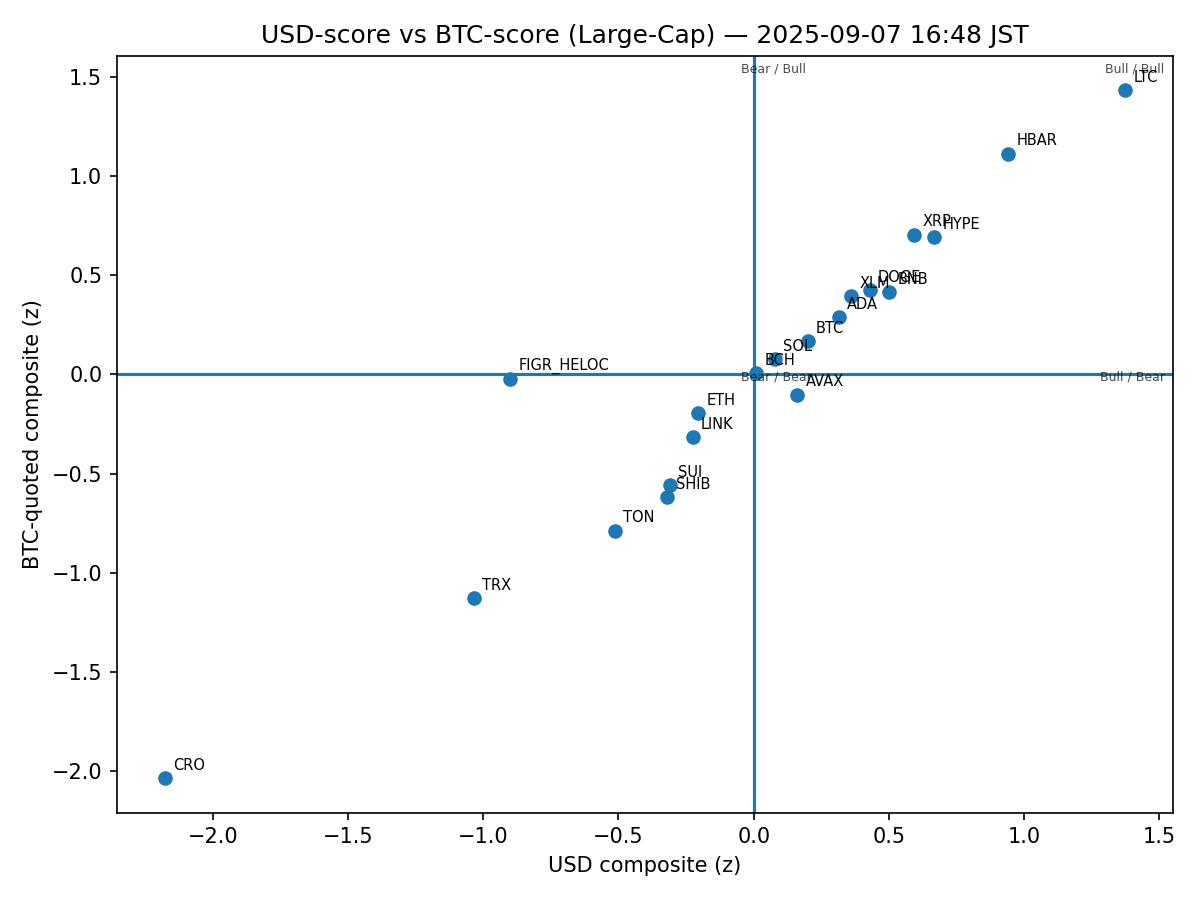 USD-score vs BTC-score (Large-Cap) — 2025-09-07 16:48 JST
Bear / Bull
Bull / Bull
LTC
HBAR
XRP
HYPE
DOGE
BNB
XLM
ADA
BTC
SOL
BCH
FIGR_HELOC
Bear / Bear
Bull / Bear
AVAX
ETH
LINK
SUI
SHIB
TON
TRX
CRO
1.5
1.0
0.5
0.0
−0.5
−1.0
−1.5
−2.0
BTC-quoted composite (z)
−2.0 −1.5 −1.0 −0.5 0.0 0.5 1.0 1.5
USD composite (z)